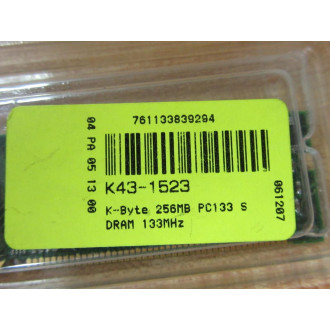 761133839294
04 PA 05 13 00
K43-1523
K-Byte 256MB PC133 S
DRAM 133MHz
061207